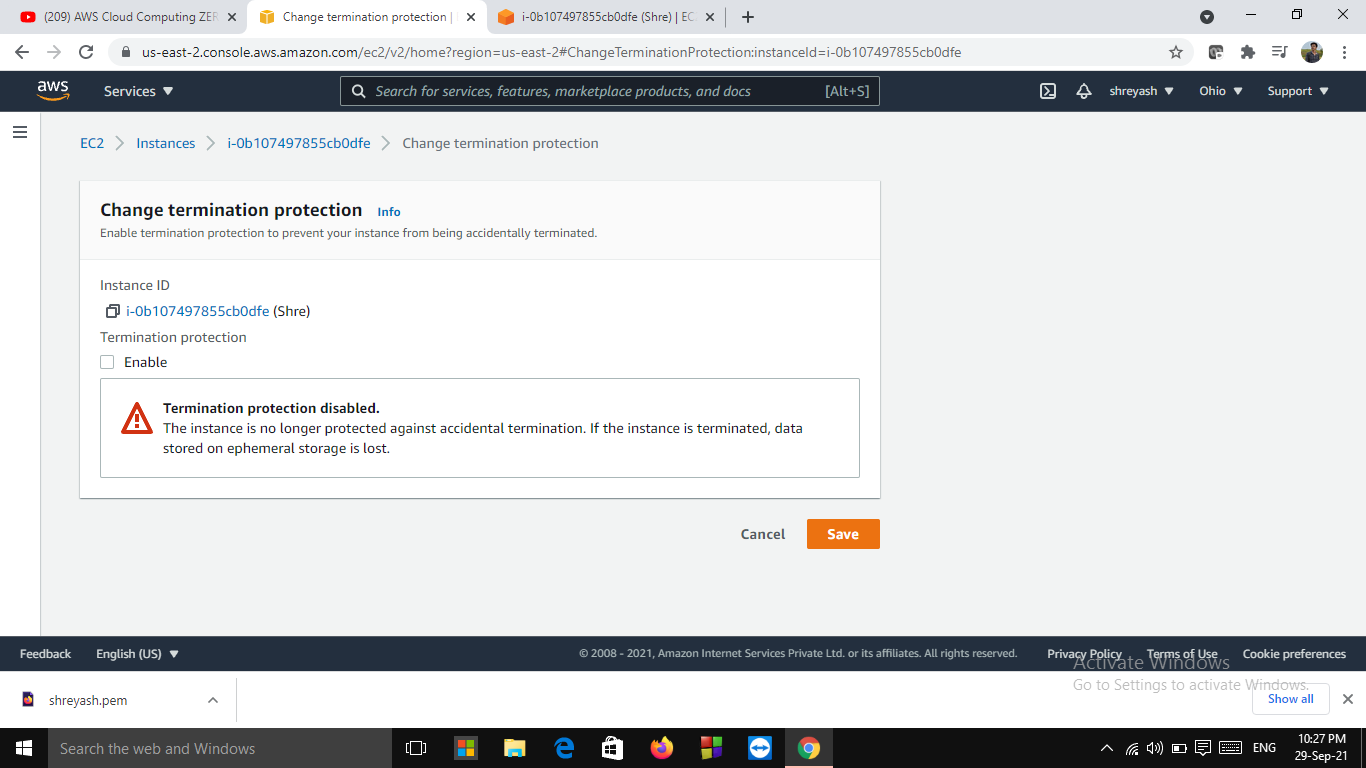 (209) AWS Cloud Computing ZER
Change termination protection |
i-0b107497855cb0dfe (Shre) | EC
us-east-2.console.aws.amazon.com/ec2/v2/home?region=us-east-2#ChangeTerminationProtection:instanceId=i-0b107497855cb0dfe
aws
Services
Search for services, features, marketplace products, and docs
[Alt+S]
shreyash
Ohio
Support
EC2
Instances
i-0b107497855cb0dfe
Change termination protection
Change termination protection Info
Enable termination protection to prevent your instance from being accidentally terminated.
Instance ID
i-0b107497855cb0dfe (Shre)
Termination protection
Enable
Termination protection disabled.
The instance is no longer protected against accidental termination. If the instance is terminated, data
stored on ephemeral storage is lost.
Cancel
Save
Feedback
English (US)
© 2008 - 2021, Amazon Internet Services Private Ltd. or its affiliates. All rights reserved.
Privacy Policy
Terms of Use
Cookie preferences
Activate Windows
Go to Settings to activate Windows.
shreyash.pem
Show all
Search the web and Windows
ENG
10:27 PM
29-Sep-21